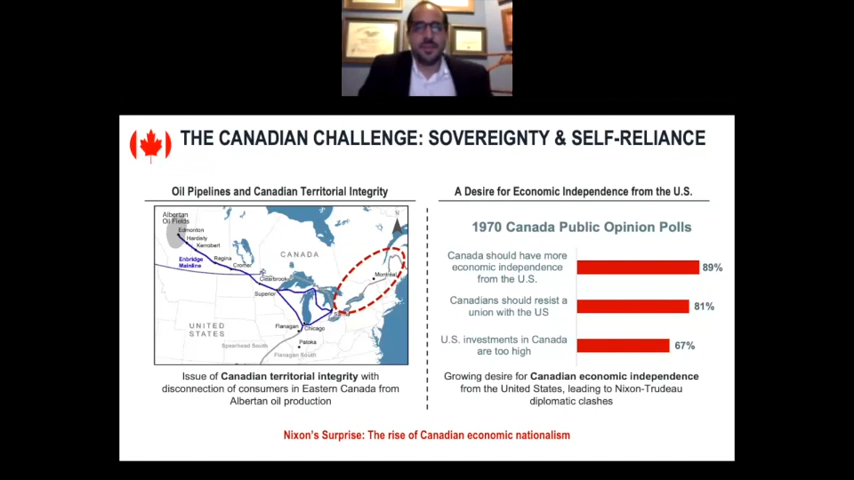 THE CANADIAN CHALLENGE: SOVEREIGNTY & SELF-RELIANCE
Oil Pipelines and Canadian Territorial Integrity
Albertan
Oil Fields
Edmonton
Hardisty
Kerrobert
Regina
Cromer
Enbridge
Mainline
CANADA
Clearbrook
Superior
Montreal
UNITED
STATES
Flanagan
Chicago
Patoka
Spearhead South
Flanagan South
Issue of Canadian territorial integrity with
disconnection of consumers in Eastern Canada from
Albertan oil production
A Desire for Economic Independence from the U.S.
1970 Canada Public Opinion Polls
Canada should have more
economic independence
from the U.S.
89%
Canadians should resist a
union with the US
81%
U.S. investments in Canada
are too high
67%
Growing desire for Canadian economic independence
from the United States, leading to Nixon-Trudeau
diplomatic clashes
Nixon's Surprise: The rise of Canadian economic nationalism